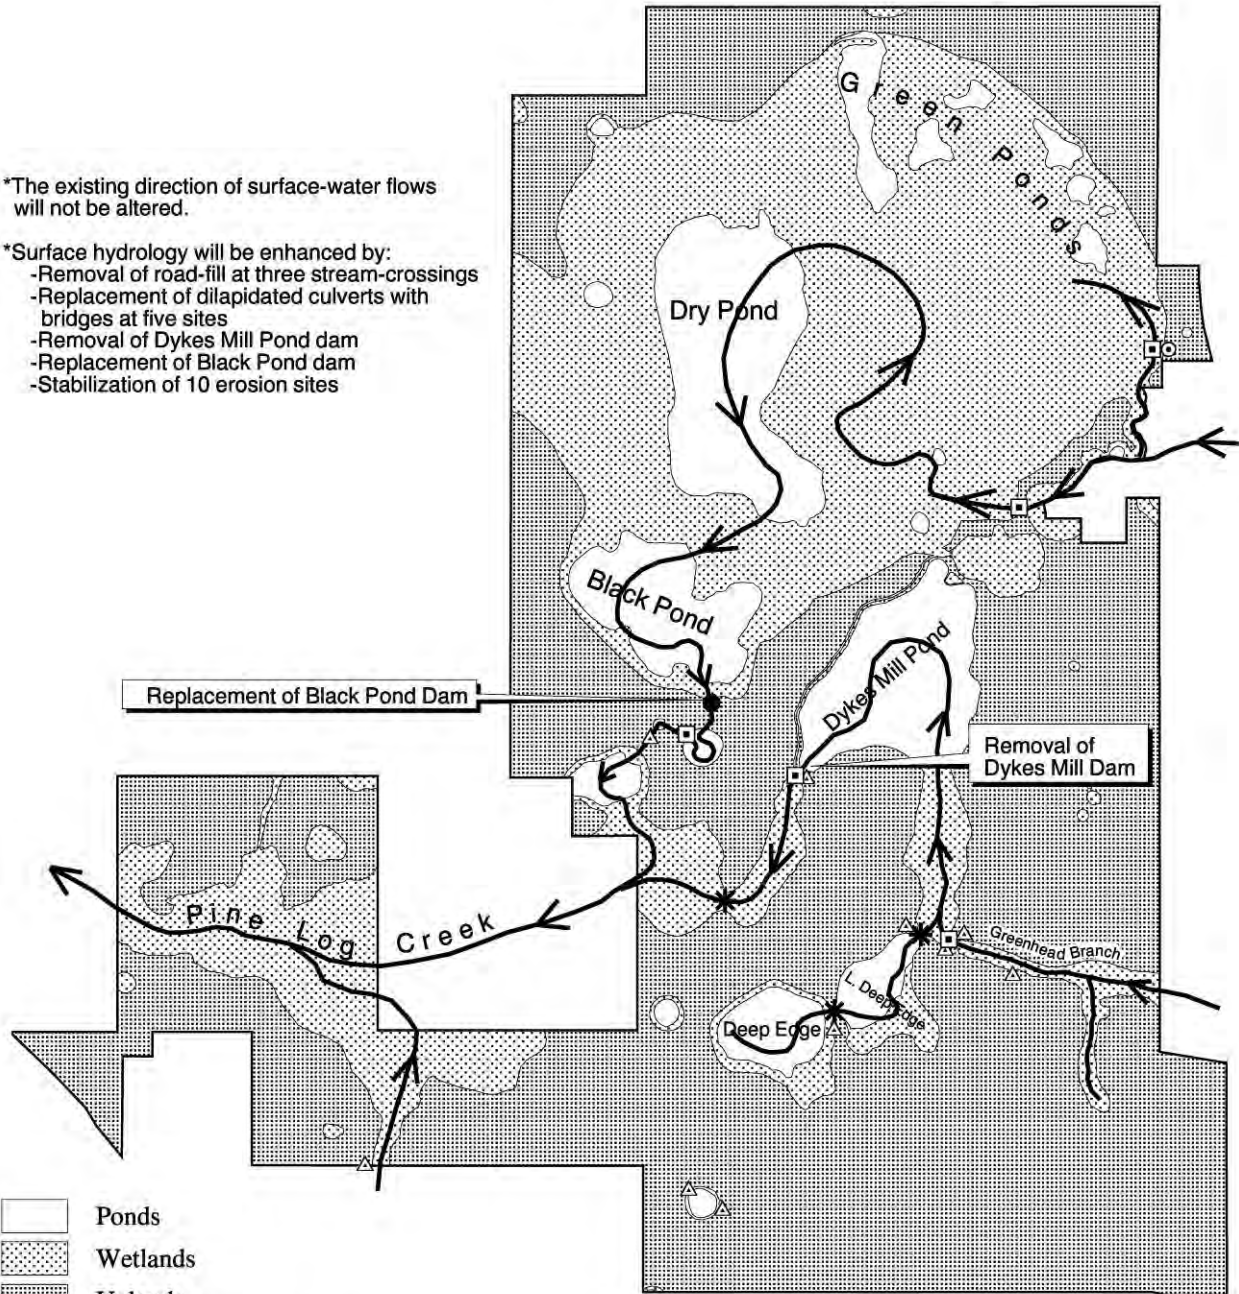 Green Ponds
*The existing direction of surface-water flows
will not be altered.
*Surface hydrology will be enhanced by:
-Removal of road-fill at three stream-crossings
-Replacement of dilapidated culverts with
bridges at five sites
-Removal of Dykes Mill Pond dam
-Replacement of Black Pond dam
-Stabilization of 10 erosion sites
Dry Pond
Black Pond
Dykes Mill Pond
Replacement of Black Pond Dam
Removal of
Dykes Mill Dam
Pine Log Creek
Greenhead Branch
L. Deep Edge
Deep Edge
Ponds
Wetlands